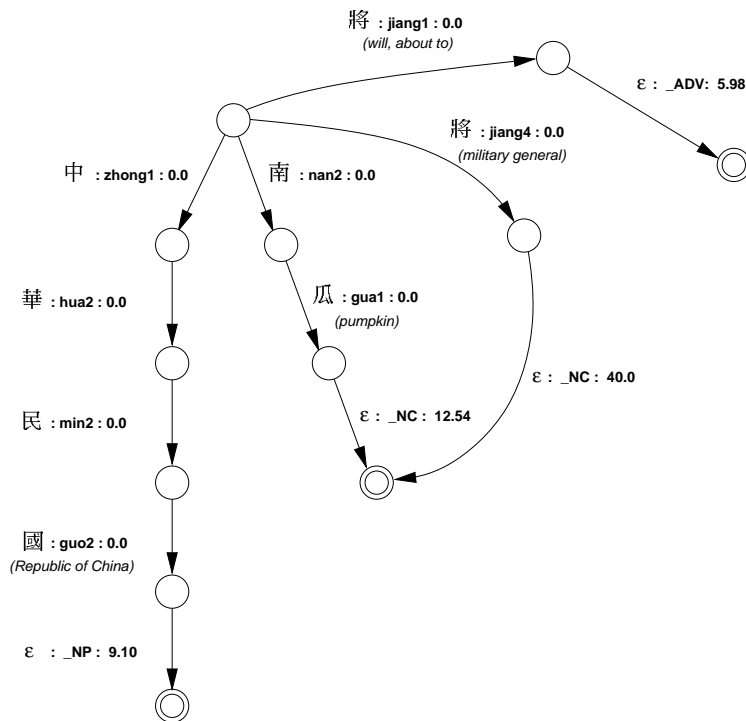 將 : jiang1 : 0.0
(will, about to)
ε : _ADV: 5.98
將 : jiang4 : 0.0
(military general)
中 : zhong1 : 0.0
南 : nan2 : 0.0
華 : hua2 : 0.0
瓜 : gua1 : 0.0
(pumpkin)
ε : _NC : 40.0
民 : min2 : 0.0
ε : _NC : 12.54
國 : guo2 : 0.0
(Republic of China)
ε : _NP : 9.10